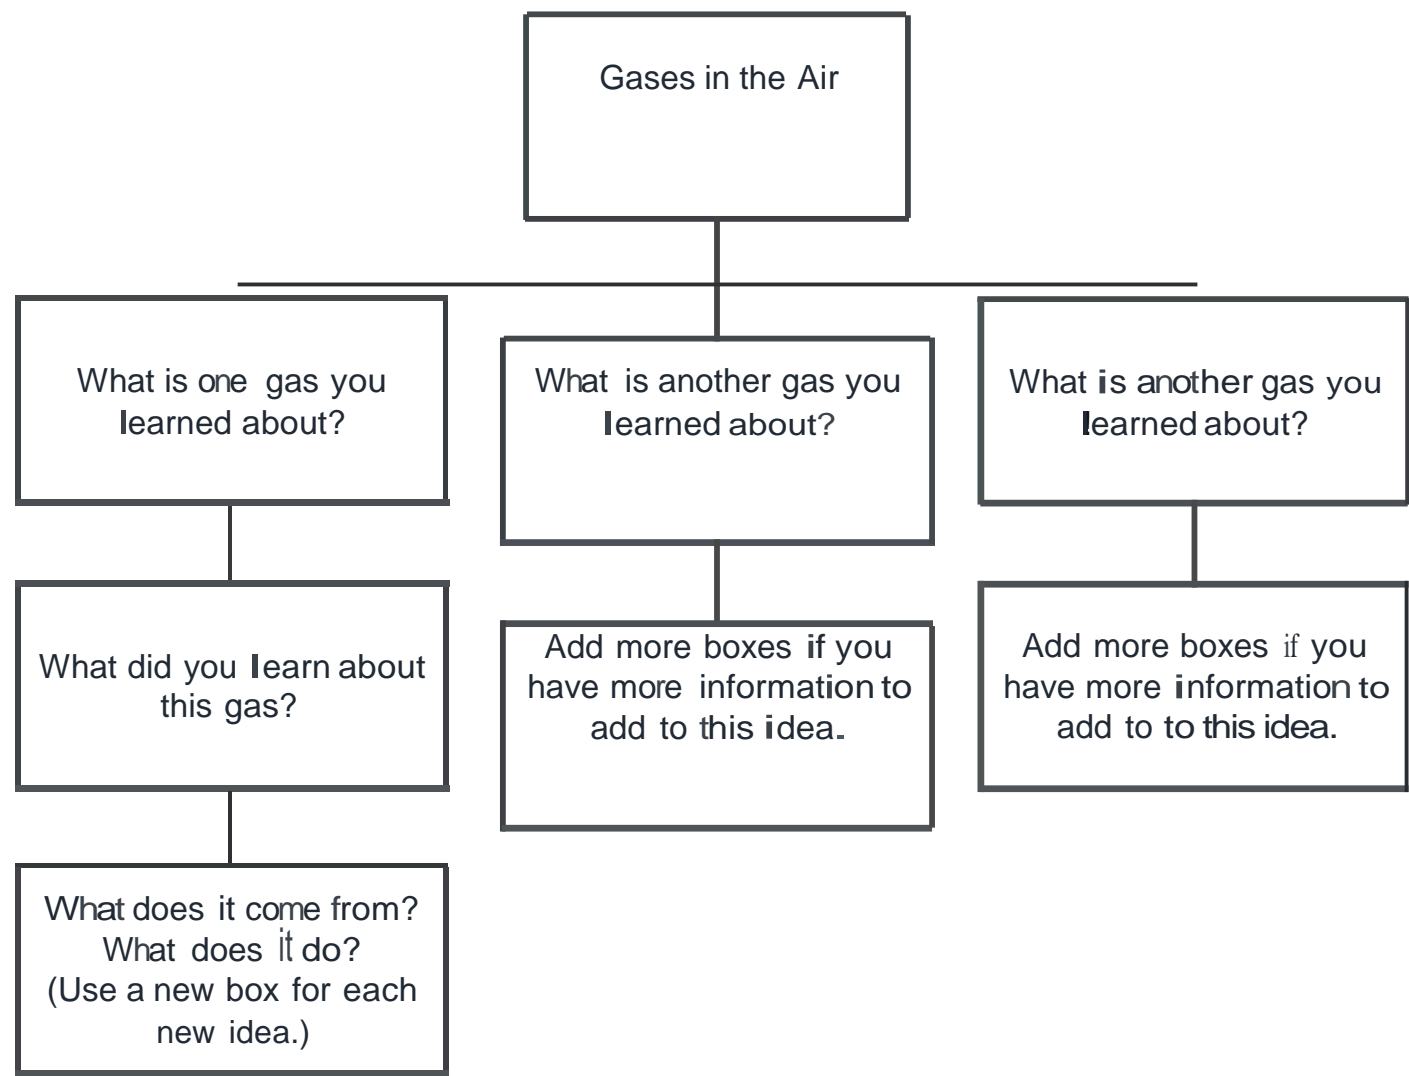 Gases in the Air
What is one gas you
learned about?
What is another gas you
learned about?
What is another gas you
learned about?
What did you learn about
this gas?
Add more boxes if you
have more information to
add to this idea.
Add more boxes if you
have more information to
add to to this idea.
What does it come from?
What does it do?
(Use a new box for each
new idea.)